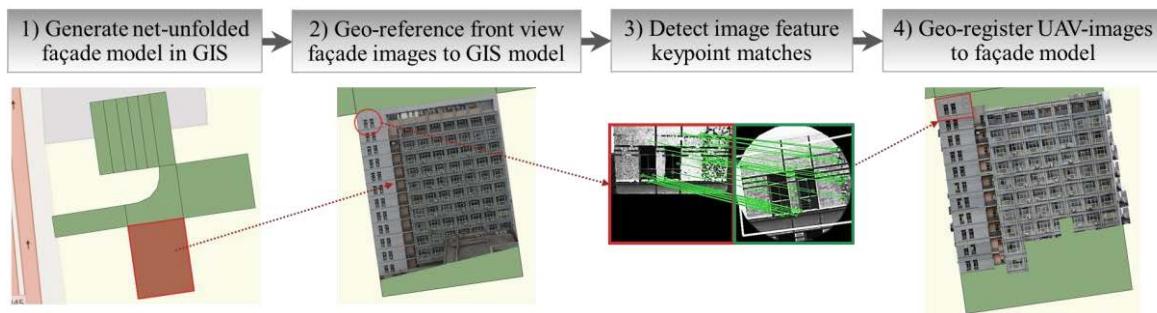 1) Generate net-unfolded
façade model in GIS
2) Geo-reference front view
façade images to GIS model
3) Detect image feature
keypoint matches
4) Geo-register UAV-images
to façade model